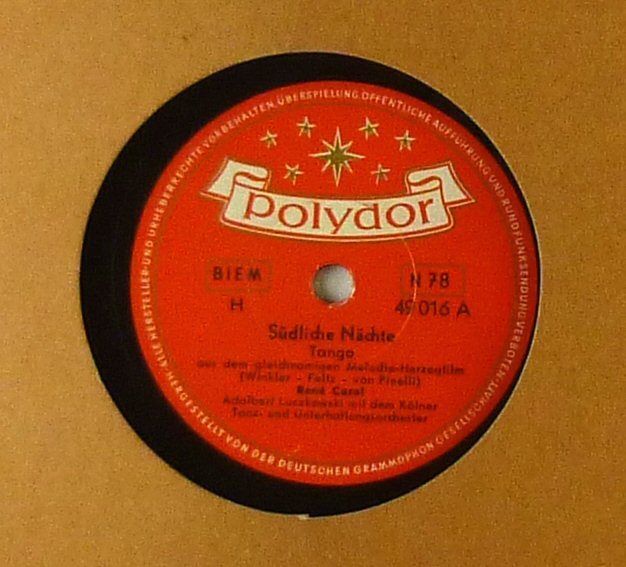 ALLE HERSTELLER- UND URHEBERRECHTE VORBEHALTEN, ÜBERSPIELUNG, ÖFFENTLICHE AUFFÜHRUNG UND RUNDFUNKSENDUNG VERBOTEN
Polydor
BIEM N 78
H 49 016 A
Südliche Nächte
Tango
aus dem gleichnamigen Melodie-Herzogfilm
(Winkler - Feltz - von Pinelli)
René Carol
Adalbert Luczkowski mit dem Kölner
Tanz- und Unterhaltungsorchester
HERGESTELLT VON DER DEUTSCHEN GRAMMOPHON GESELLSCHAFT